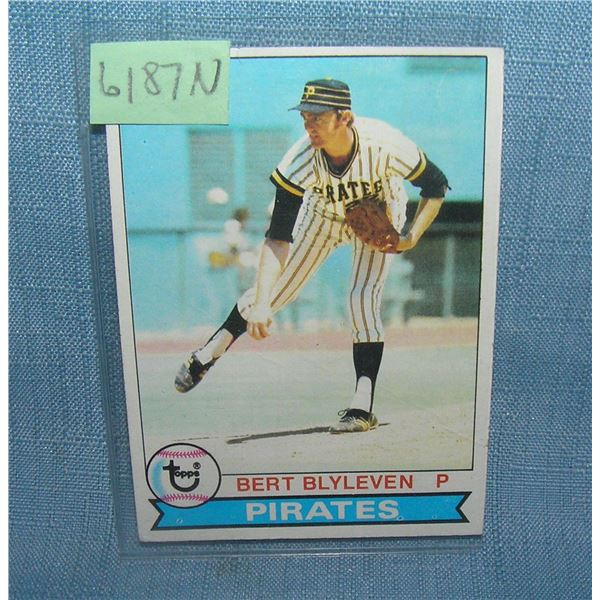 6187N
PIRATES
topps®
BERT BLYLEVEN P
PIRATES